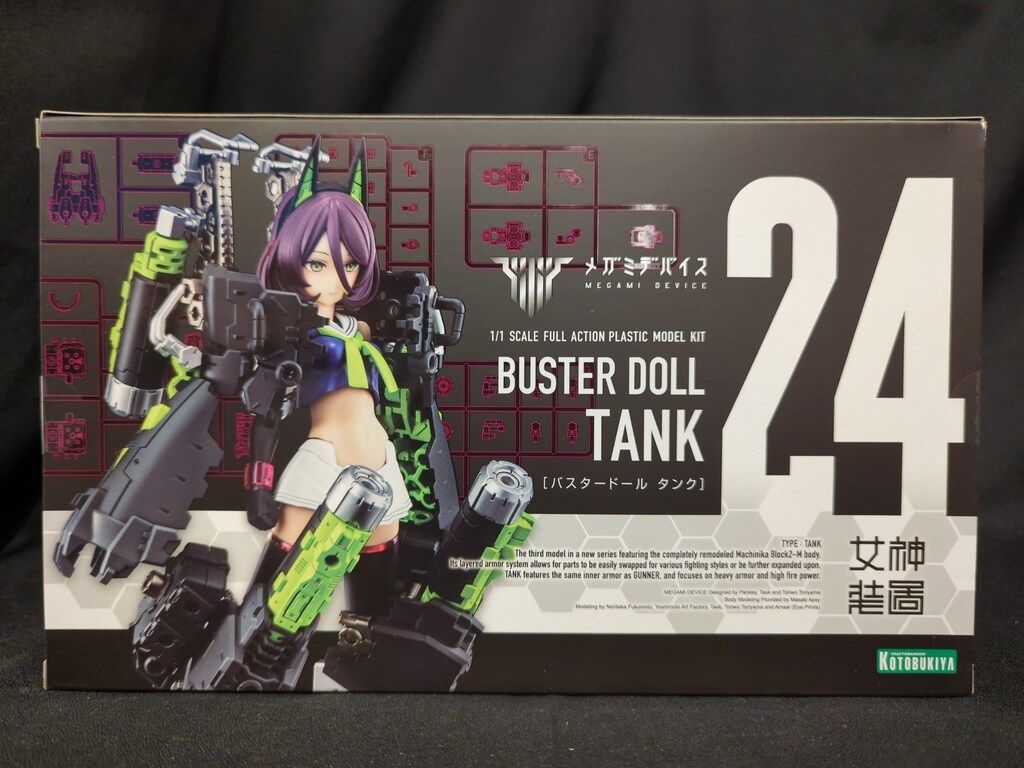 メガミデバイス
MEGAMI DEVICE
1/1 SCALE FULL ACTION PLASTIC MODEL KIT
BUSTER DOLL
TANK
[バスタードール タンク]
24
TYPE : TANK
The third model in a new series featuring the completely remodeled Machinika Block2-M body.
Its layered armor system allows for parts to be easily swapped for various fighting styles or be further expanded upon.
TANK features the same inner armor as GUNNER, and focuses on heavy armor and high fire power.
MEGAMI DEVICE Designed by Parsley, Task and Toriwo Toriyama
Body Modeling Provided by Masaki Apsy
Modeling by Noritaka Fukumoto, Yoshimoto Art Factory, Task, Toriwo Toriyama and Amasi (Eye Prints)
女神
装置
CRAFTSMANSHIP
KOTOBUKIYA
F
E